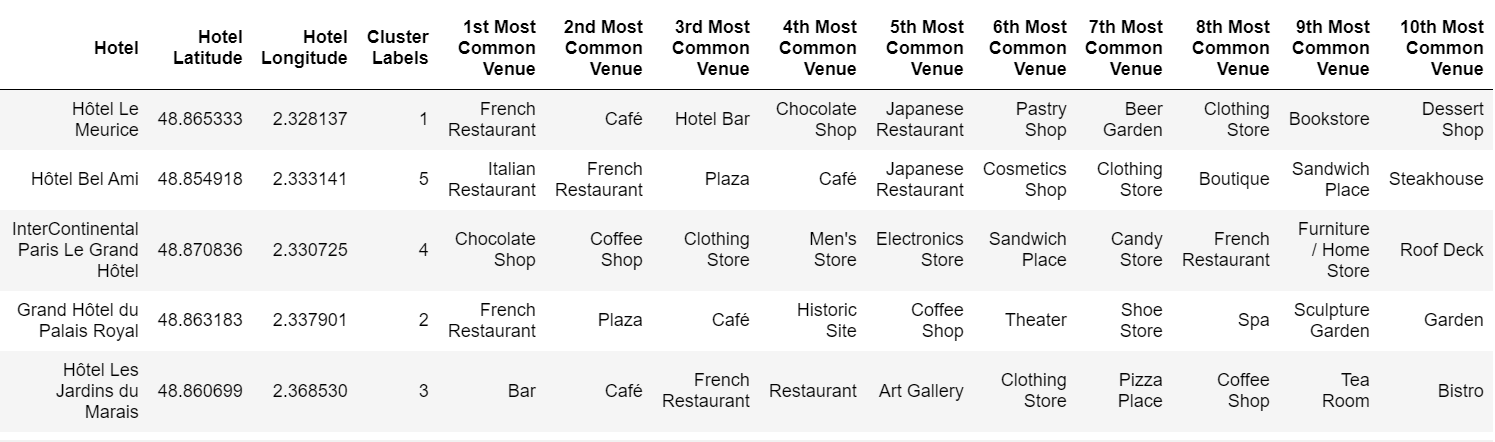 Hotel Hotel Latitude Hotel Longitude Cluster Labels 1st Most Common Venue 2nd Most Common Venue 3rd Most Common Venue 4th Most Common Venue 5th Most Common Venue 6th Most Common Venue 7th Most Common Venue 8th Most Common Venue 9th Most Common Venue 10th Most Common Venue
Hôtel Le Meurice 48.865333 2.328137 1 French Restaurant Café Hotel Bar Chocolate Shop Japanese Restaurant Pastry Shop Beer Garden Clothing Store Bookstore Dessert Shop
Hôtel Bel Ami 48.854918 2.333141 5 Italian Restaurant French Restaurant Plaza Café Japanese Restaurant Cosmetics Shop Clothing Store Boutique Sandwich Place Steakhouse
InterContinental Paris Le Grand Hôtel 48.870836 2.330725 4 Chocolate Shop Coffee Shop Clothing Store Men's Store Electronics Store Sandwich Place Candy Store French Restaurant Furniture / Home Store Roof Deck
Grand Hôtel du Palais Royal 48.863183 2.337901 2 French Restaurant Plaza Café Historic Site Coffee Shop Theater Shoe Store Spa Sculpture Garden Garden
Hôtel Les Jardins du Marais 48.860699 2.368530 3 Bar Café French Restaurant Restaurant Art Gallery Clothing Store Pizza Place Coffee Shop Tea Room Bistro